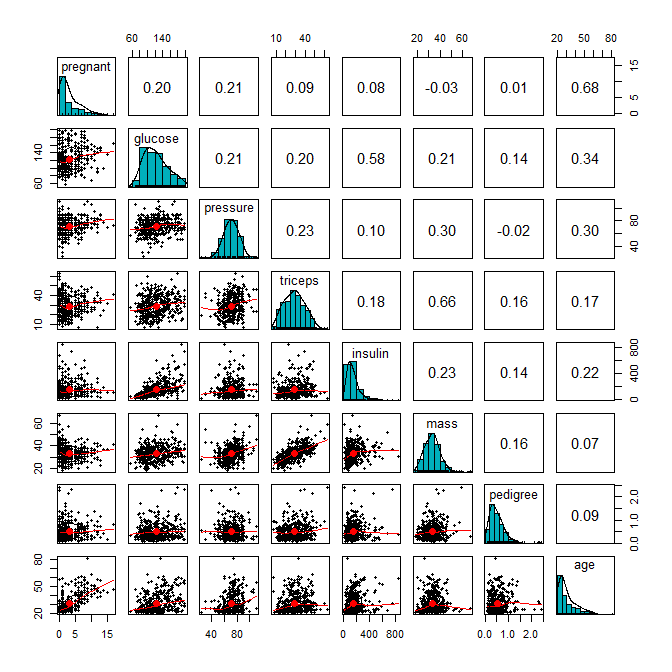 60 140
10 40
20 40 60
20 40 60 80
pregnant 0.20 0.21 0.09 0.08 -0.03 0.01 0.68 0 5 15
60 140 glucose 0.21 0.20 0.58 0.21 0.14 0.34
pressure 0.23 0.10 0.30 -0.02 0.30 40 80
10 40 triceps 0.18 0.66 0.16 0.17
insulin 0.23 0.14 0.22 0 400 800
20 40 60 mass 0.16 0.07
pedigree 0.09 0.0 1.0 2.0
20 40 60 80 age
0 5 15
40 80
0 400 800
0.0 1.0 2.0